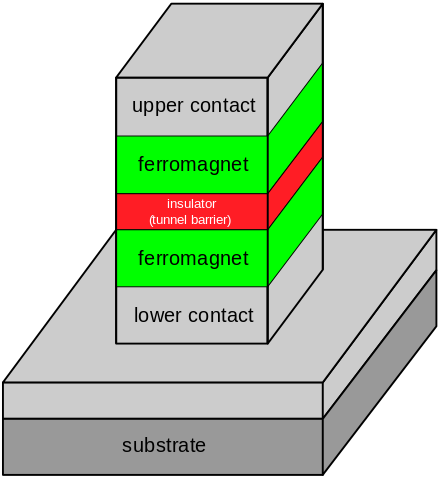 upper contact
ferromagnet
insulator
(tunnel barrier)
ferromagnet
lower contact
substrate